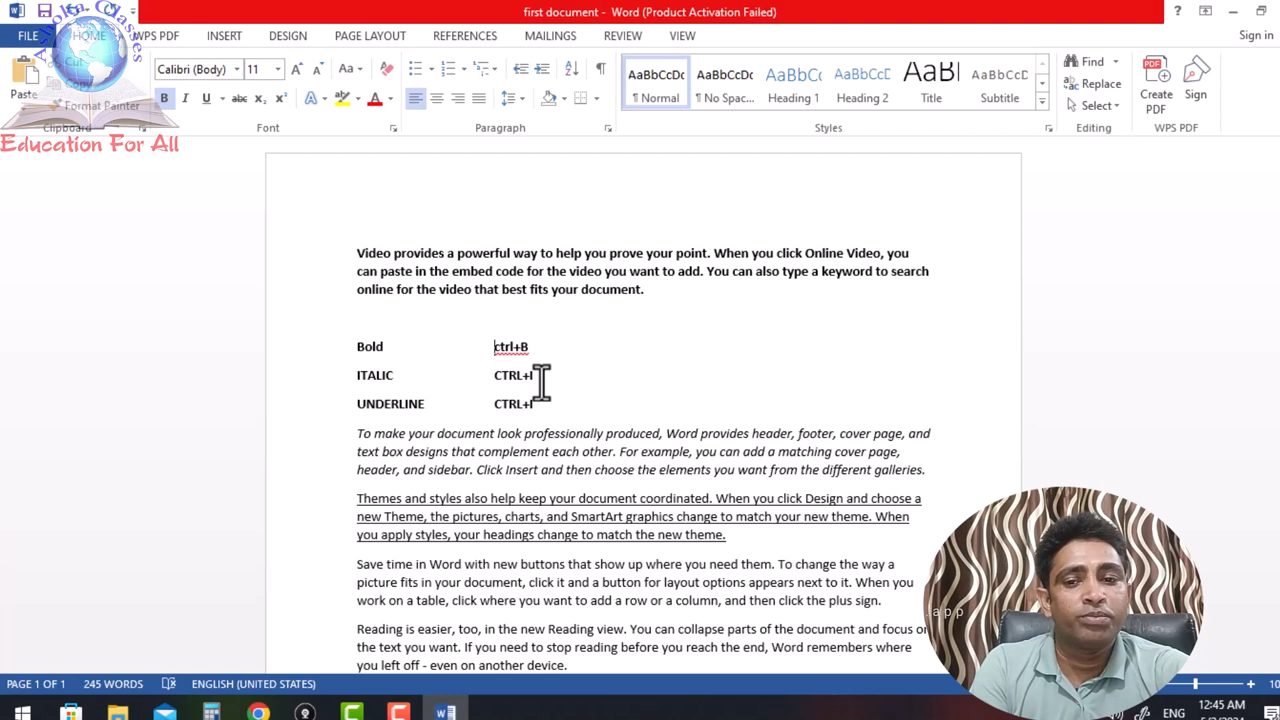 first document - Word (Product Activation Failed)
FILE HOME WPS PDF INSERT DESIGN PAGE LAYOUT REFERENCES MAILINGS REVIEW VIEW Sign in
Ashoka Classes
Education For All
Cut
Copy
Format Painter
Paste
Clipboard
Calibri (Body) 11
Font
Paragraph
AaBbCcDc AaBbCcDc AaBbCc AaBbCcC AaBl AaBbCcD
¶ Normal ¶ No Spac... Heading 1 Heading 2 Title Subtitle
Styles
Find
Replace
Select
Editing
Create PDF
Sign
WPS PDF
Video provides a powerful way to help you prove your point. When you click Online Video, you
can paste in the embed code for the video you want to add. You can also type a keyword to search
online for the video that best fits your document.
Bold ctrl+B
ITALIC CTRL+I
UNDERLINE CTRL+I
To make your document look professionally produced, Word provides header, footer, cover page, and
text box designs that complement each other. For example, you can add a matching cover page,
header, and sidebar. Click Insert and then choose the elements you want from the different galleries.
Themes and styles also help keep your document coordinated. When you click Design and choose a
new Theme, the pictures, charts, and SmartArt graphics change to match your new theme. When
you apply styles, your headings change to match the new theme.
Save time in Word with new buttons that show up where you need them. To change the way a
picture fits in your document, click it and a button for layout options appears next to it. When you
work on a table, click where you want to add a row or a column, and then click the plus sign.
Reading is easier, too, in the new Reading view. You can collapse parts of the document and focus on
the text you want. If you need to stop reading before you reach the end, Word remembers where
you left off - even on another device.
app
PAGE 1 OF 1 245 WORDS ENGLISH (UNITED STATES) 10
ENG
12:45 AM